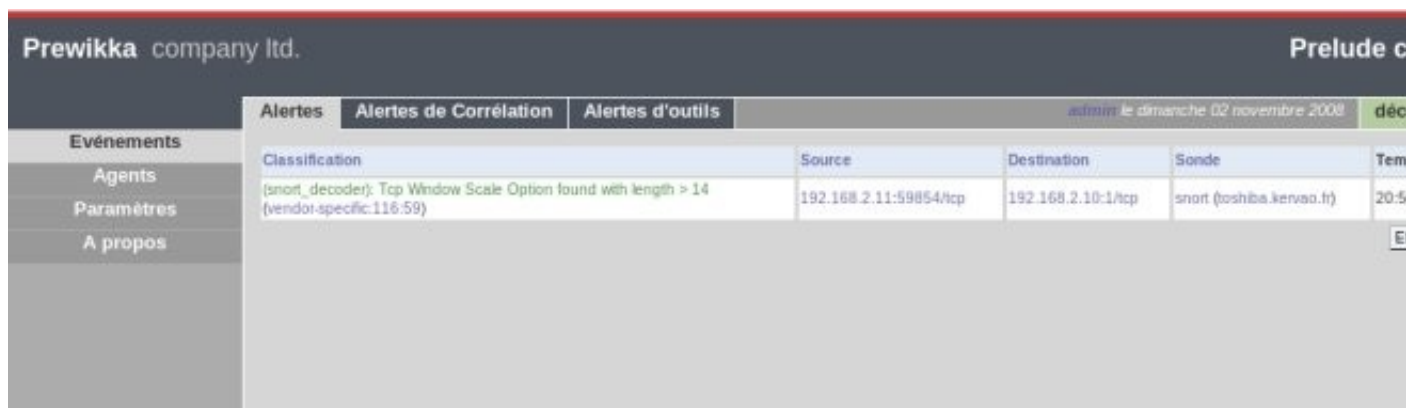 Prewikka company ltd.
Prelude c
Alertes Alertes de Corrélation Alertes d'outils admin le dimanche 02 novembre 2008 déc
Evénements
Agents
Paramètres
A propos
Classification Source Destination Sonde Tem
(snort_decoder): Tcp Window Scale Option found with length > 14
(vendor-specific:116:59) 192.168.2.11:59854/tcp 192.168.2.10:1/tcp snort (toshiba.kervao.fr) 20:5
E